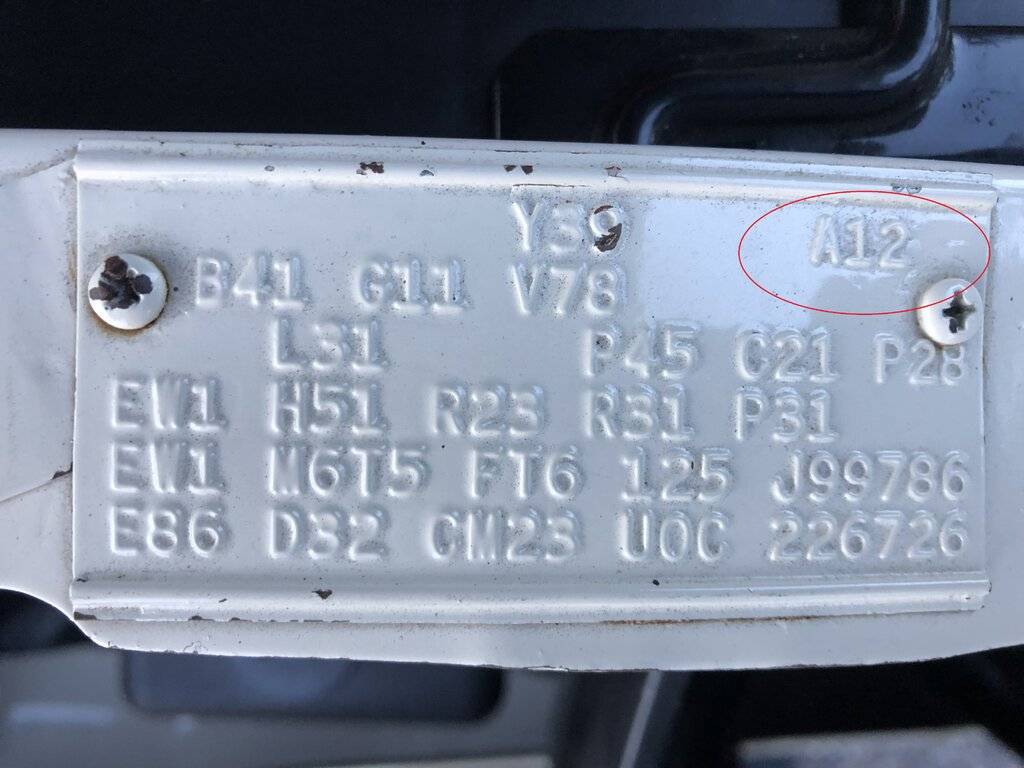 Y39 A12
B41 G11 V78
L31 P45 C21 P28
EW1 H51 R23 R31 P31
EW1 M6T5 FT6 125 J99786
E86 D32 CM23 U0C 226726